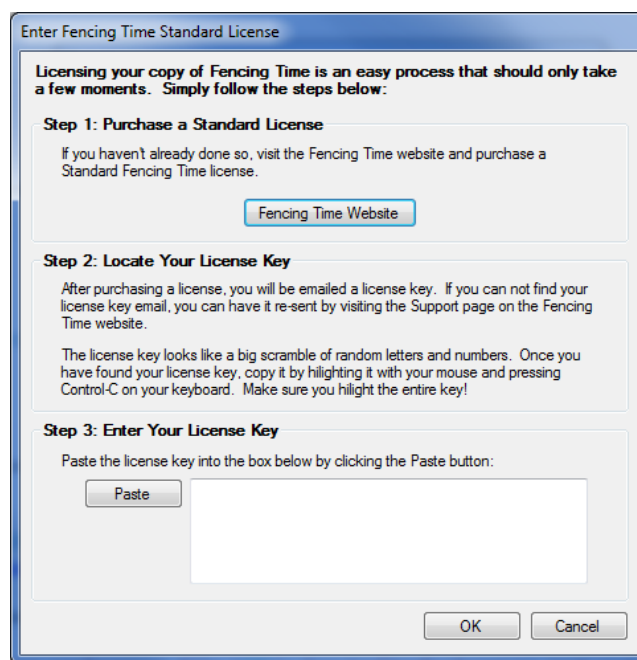 Enter Fencing Time Standard License
Licensing your copy of Fencing Time is an easy process that should only take
a few moments.  Simply follow the steps below:
Step 1: Purchase a Standard License
If you haven't already done so, visit the Fencing Time website and purchase a
Standard Fencing Time license.
Fencing Time Website
Step 2: Locate Your License Key
After purchasing a license, you will be emailed a license key.  If you can not find your
license key email, you can have it re-sent by visiting the Support page on the Fencing
Time website.
The license key looks like a big scramble of random letters and numbers.  Once you
have found your license key, copy it by hilighting it with your mouse and pressing
Control-C on your keyboard.  Make sure you hilight the entire key!
Step 3: Enter Your License Key
Paste the license key into the box below by clicking the Paste button:
Paste
OK
Cancel